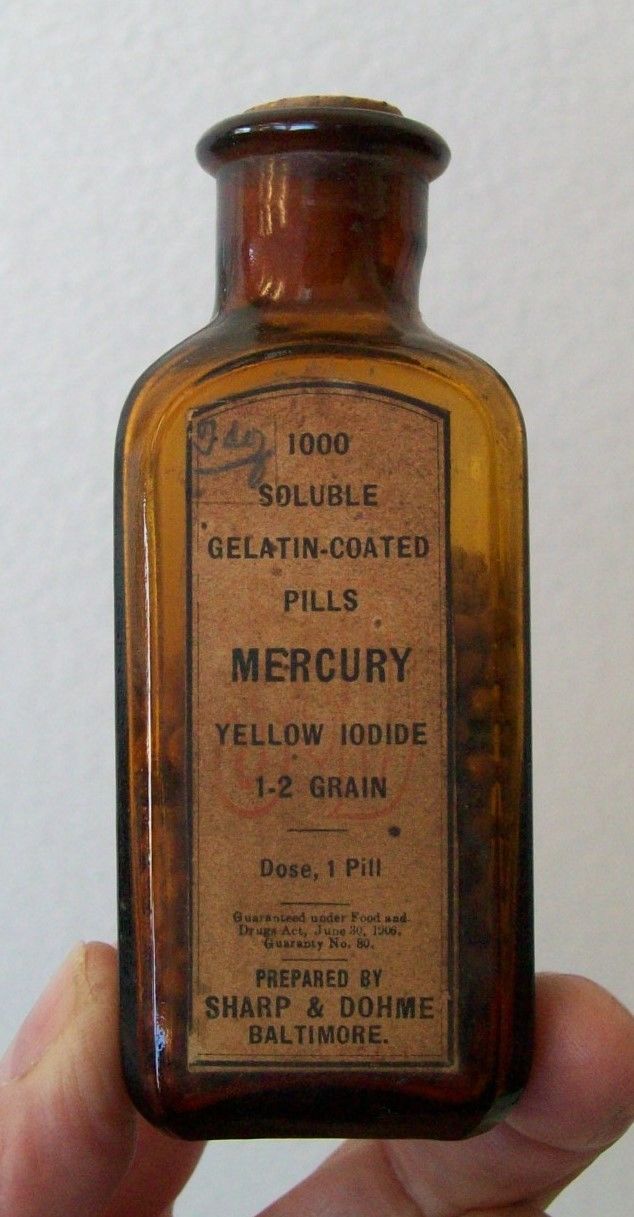 1000
SOLUBLE
GELATIN-COATED
PILLS
MERCURY
YELLOW IODIDE
1-2 GRAIN
Dose, 1 Pill
Guaranteed under Food and
Drugs Act, June 30, 1906.
Guaranty No. 80.
PREPARED BY
SHARP & DOHME
BALTIMORE.